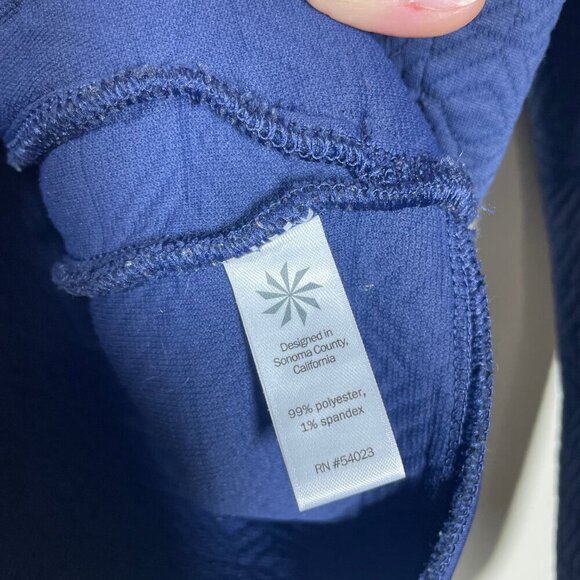 Designed in
Sonoma County,
California
99% polyester,
1% spandex
RN #54023